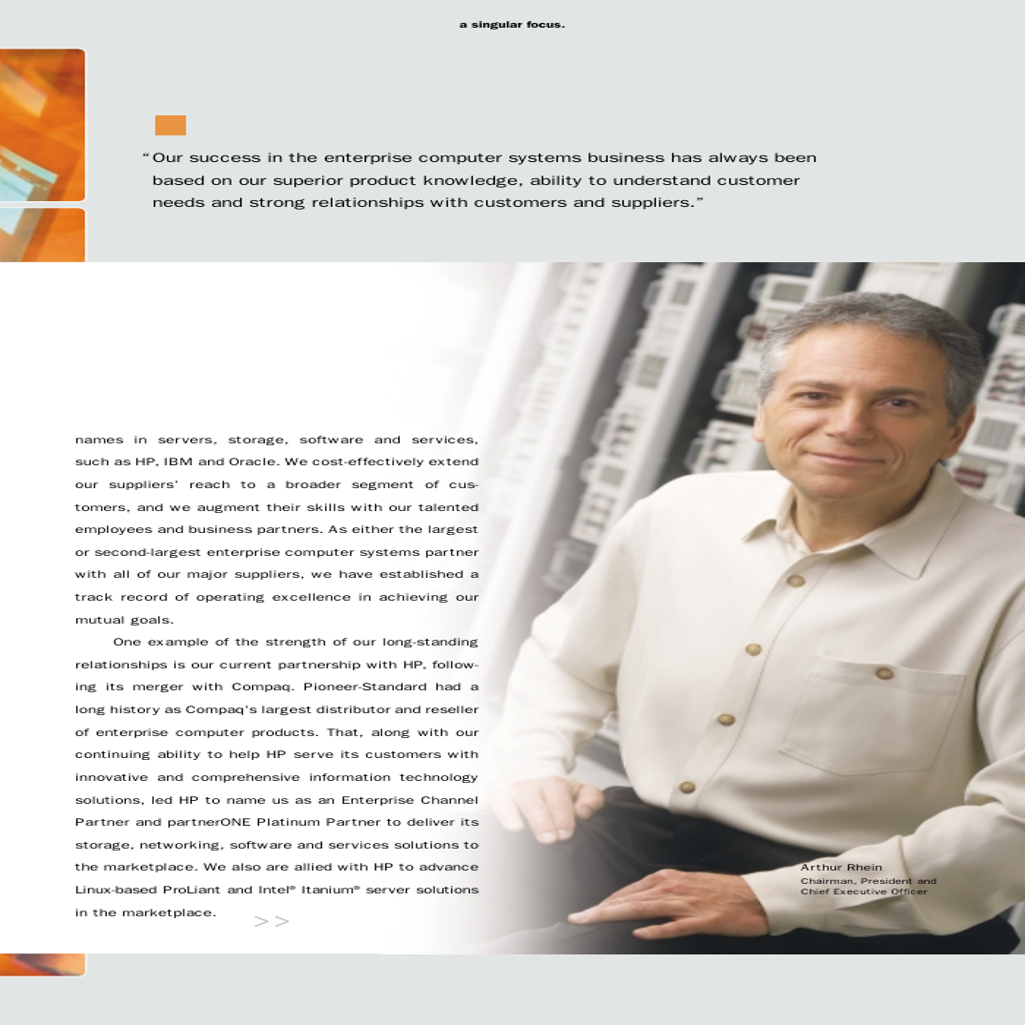 a singular focus.
“Our success in the enterprise computer systems business has always been
based on our superior product knowledge, ability to understand customer
needs and strong relationships with customers and suppliers.”
names in servers, storage, software and services,
such as HP, IBM and Oracle. We cost-effectively extend
our suppliers’ reach to a broader segment of cus-
tomers, and we augment their skills with our talented
employees and business partners. As either the largest
or second-largest enterprise computer systems partner
with all of our major suppliers, we have established a
track record of operating excellence in achieving our
mutual goals.
One example of the strength of our long-standing
relationships is our current partnership with HP, follow-
ing its merger with Compaq. Pioneer-Standard had a
long history as Compaq’s largest distributor and reseller
of enterprise computer products. That, along with our
continuing ability to help HP serve its customers with
innovative and comprehensive information technology
solutions, led HP to name us as an Enterprise Channel
Partner and partnerONE Platinum Partner to deliver its
storage, networking, software and services solutions to
the marketplace. We also are allied with HP to advance
Linux-based ProLiant and Intel® Itanium® server solutions
in the marketplace. >>
Arthur Rhein
Chairman, President and
Chief Executive Officer